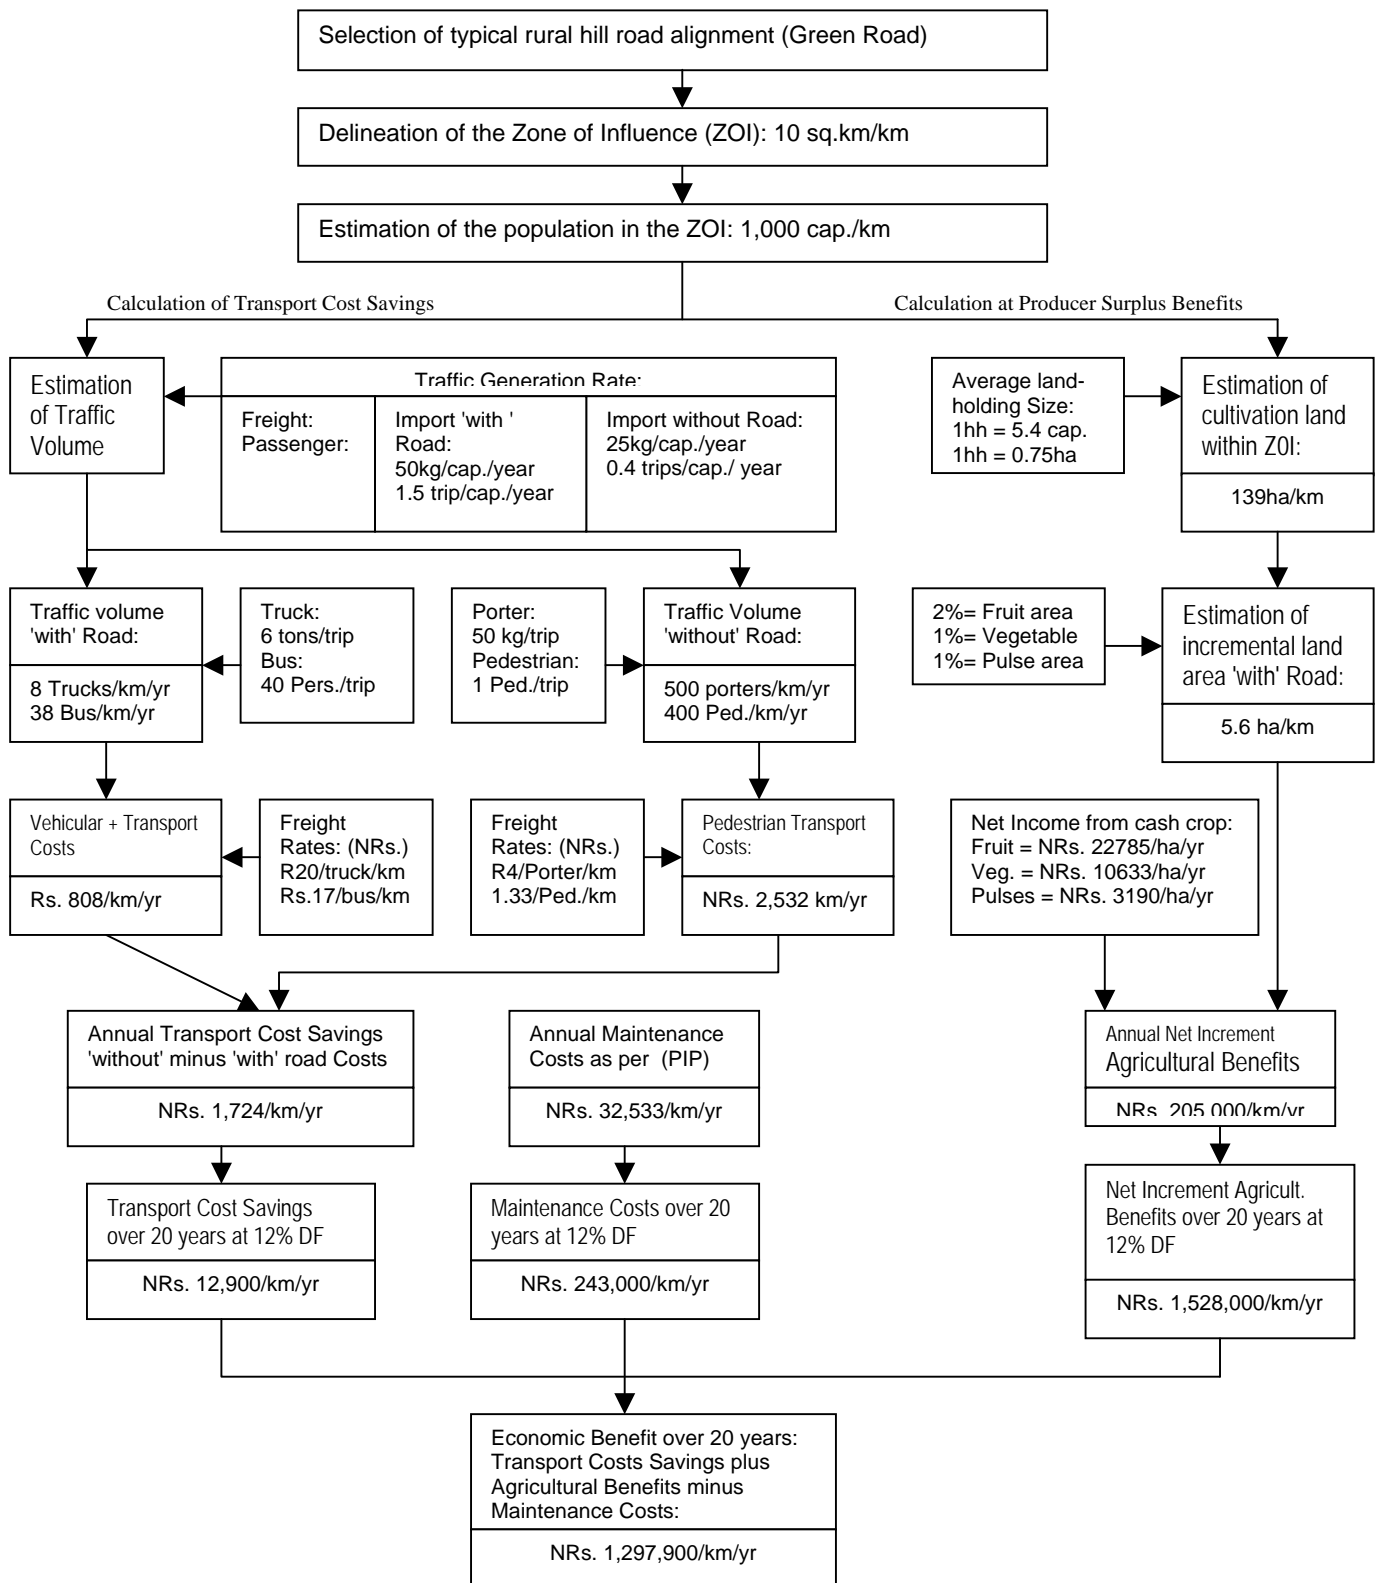 Selection of typical rural hill road alignment (Green Road)
Delineation of the Zone of Influence (ZOI): 10 sq.km/km
Estimation of the population in the ZOI: 1,000 cap./km
Calculation of Transport Cost Savings
Calculation at Producer Surplus Benefits
Estimation
of Traffic
Volume
Traffic Generation Rate:
Freight:
Passenger:
Import 'with '
Road:
50kg/cap./year
1.5 trip/cap./year
Import without Road:
25kg/cap./year
0.4 trips/cap./ year
Average land-
holding Size:
1hh = 5.4 cap.
1hh = 0.75ha
Estimation of
cultivation land
within ZOI:
139ha/km
Traffic volume
'with' Road:
8 Trucks/km/yr
38 Bus/km/yr
Truck:
6 tons/trip
Bus:
40 Pers./trip
Porter:
50 kg/trip
Pedestrian:
1 Ped./trip
Traffic Volume
'without' Road:
500 porters/km/yr
400 Ped./km/yr
2%= Fruit area
1%= Vegetable
1%= Pulse area
Estimation of
incremental land
area 'with' Road:
5.6 ha/km
Vehicular + Transport
Costs
Rs. 808/km/yr
Freight
Rates: (NRs.)
R20/truck/km
Rs.17/bus/km
Freight
Rates: (NRs.)
R4/Porter/km
1.33/Ped./km
Pedestrian Transport
Costs:
NRs. 2,532 km/yr
Net Income from cash crop:
Fruit = NRs. 22785/ha/yr
Veg. = NRs. 10633/ha/yr
Pulses = NRs. 3190/ha/yr
Annual Transport Cost Savings
'without' minus 'with' road Costs
NRs. 1,724/km/yr
Annual Maintenance
Costs as per (PIP)
NRs. 32,533/km/yr
Annual Net Increment
Agricultural Benefits
NRs. 205,000/km/yr
Transport Cost Savings
over 20 years at 12% DF
NRs. 12,900/km/yr
Maintenance Costs over 20
years at 12% DF
NRs. 243,000/km/yr
Net Increment Agricult.
Benefits over 20 years at
12% DF
NRs. 1,528,000/km/yr
Economic Benefit over 20 years:
Transport Costs Savings plus
Agricultural Benefits minus
Maintenance Costs:
NRs. 1,297,900/km/yr